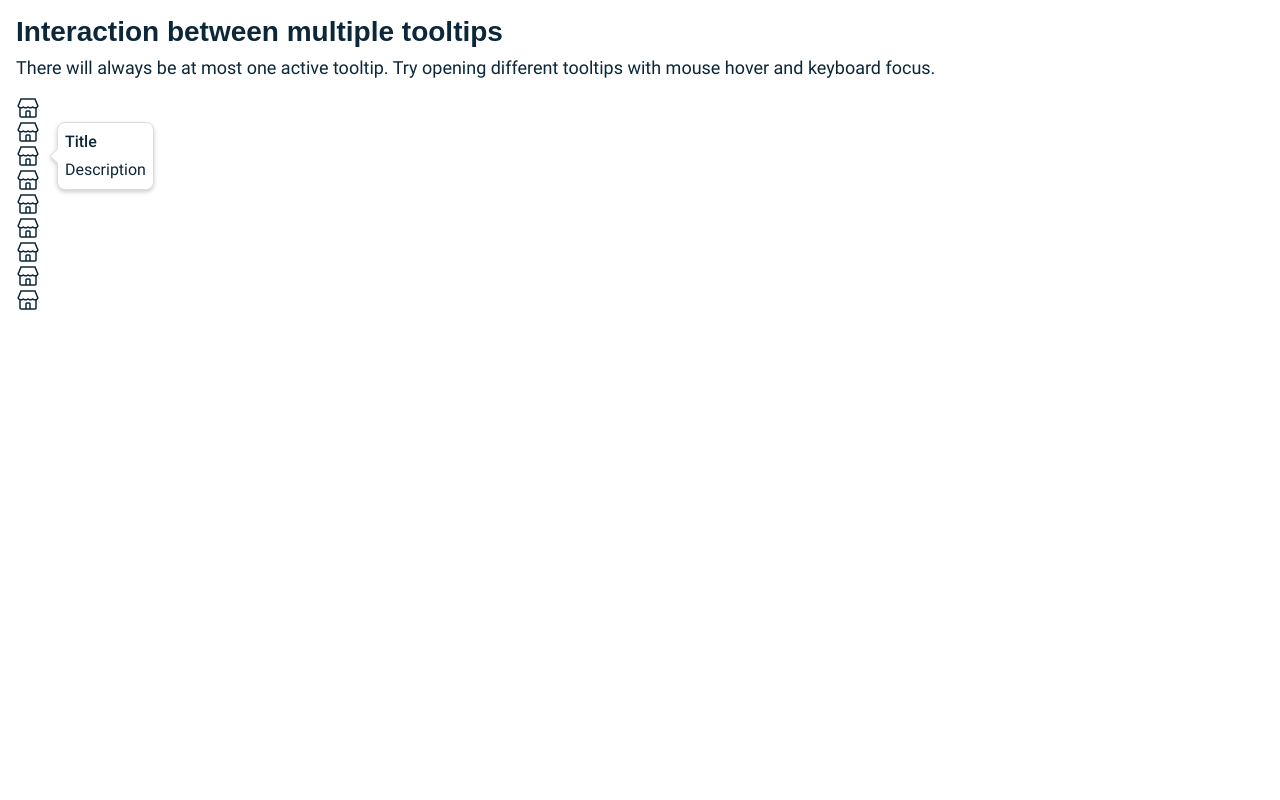 Interaction between multiple tooltips
There will always be at most one active tooltip. Try opening different tooltips with mouse hover and keyboard focus.
Title
Description